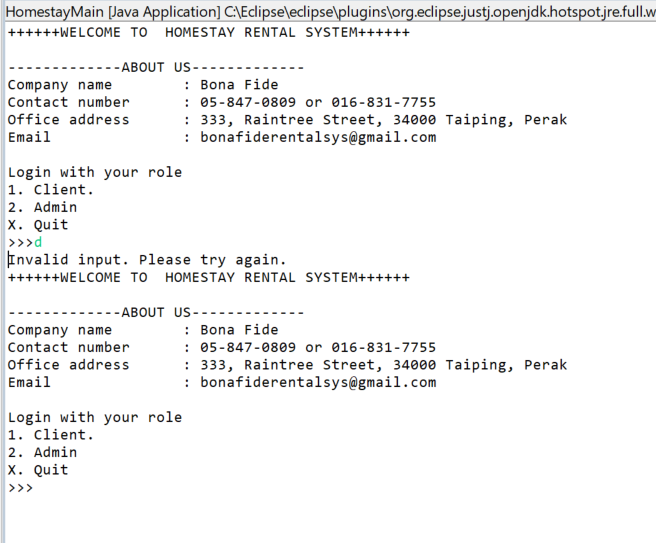 HomestayMain [Java Application] C:\Eclipse\eclipse\plugins\org.eclipse.justj.openjdk.hotspot.jre.full.w
++++++WELCOME TO  HOMESTAY RENTAL SYSTEM++++++
-------------ABOUT US-------------
Company name        : Bona Fide
Contact number      : 05-847-0809 or 016-831-7755
Office address      : 333, Raintree Street, 34000 Taiping, Perak
Email               : bonafiderentalsys@gmail.com
Login with your role
1. Client.
2. Admin
X. Quit
>>>d
Invalid input. Please try again.
++++++WELCOME TO  HOMESTAY RENTAL SYSTEM++++++
-------------ABOUT US-------------
Company name        : Bona Fide
Contact number      : 05-847-0809 or 016-831-7755
Office address      : 333, Raintree Street, 34000 Taiping, Perak
Email               : bonafiderentalsys@gmail.com
Login with your role
1. Client.
2. Admin
X. Quit
>>>